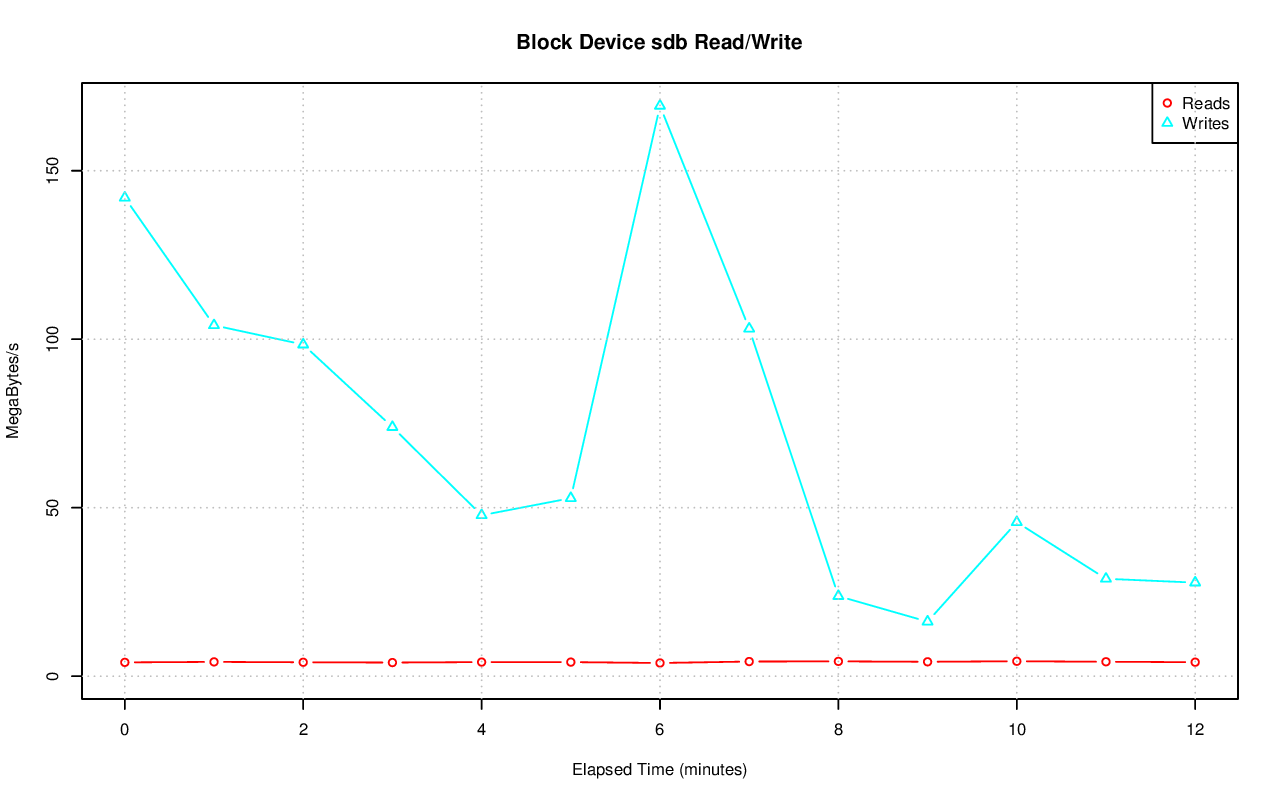 Block Device sdb Read/Write
Reads
Writes
MegaBytes/s
150
100
50
0
0 2 4 6 8 10 12
Elapsed Time (minutes)